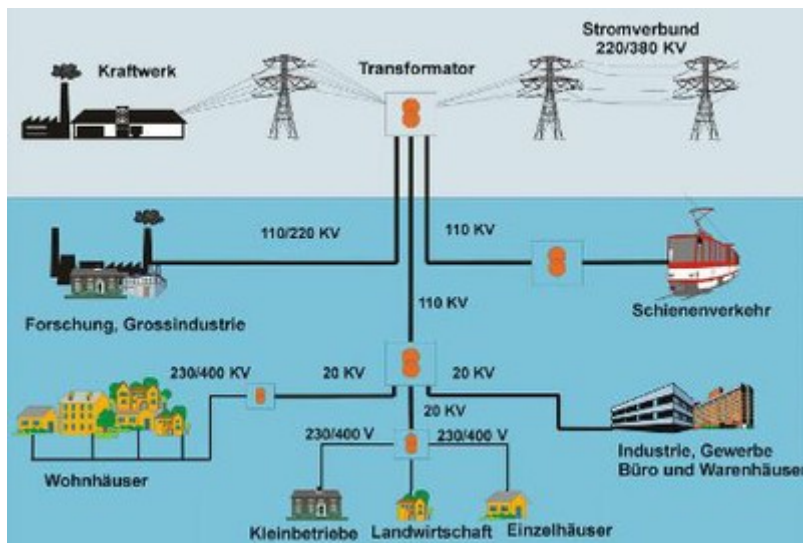 Stromverbund
220/380 KV
Kraftwerk
Transformator
110/220 KV
110 KV
110 KV
Forschung, Grossindustrie
Schienenverkehr
230/400 KV
20 KV
20 KV
20 KV
230/400 V
230/400 V
Wohnhäuser
Industrie, Gewerbe
Büro und Warenhäuser
Kleinbetriebe
Landwirtschaft
Einzelhäuser